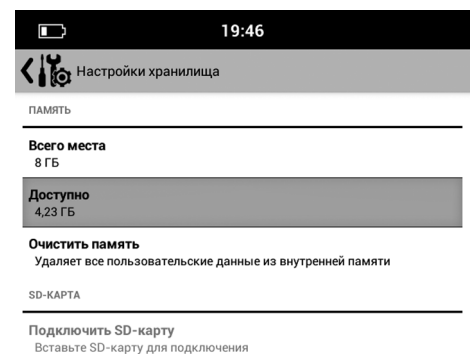 19:46
Настройки хранилища
ПАМЯТЬ
Всего места
8 ГБ
Доступно
4,23 ГБ
Очистить память
Удаляет все пользовательские данные из внутренней памяти
SD-КАРТА
Подключить SD-карту
Вставьте SD-карту для подключения